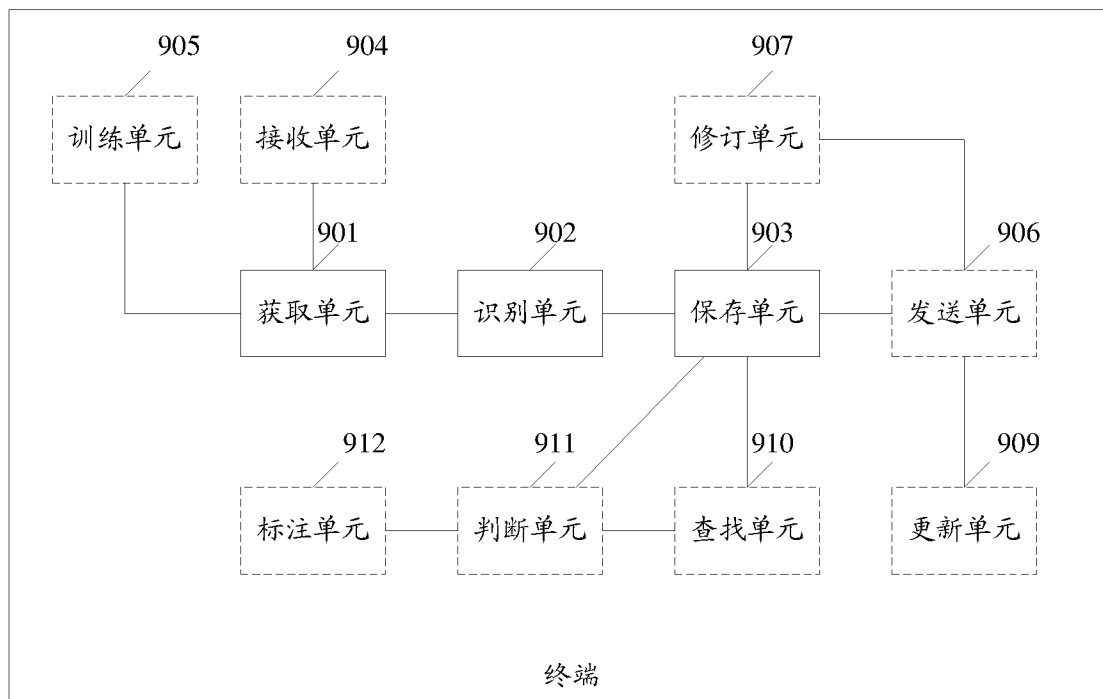 905
904
907
训练单元
接收单元
修订单元
901
902
903
906
获取单元
识别单元
保存单元
发送单元
912
911
910
909
标注单元
判断单元
查找单元
更新单元
终端